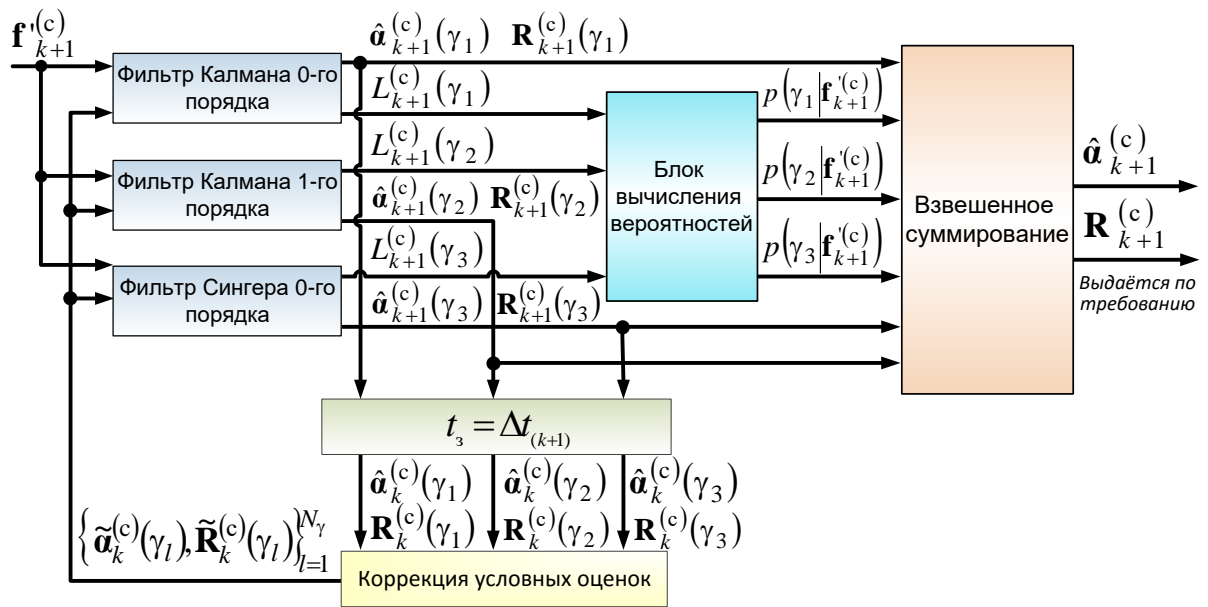 f'^{(c)}_{k+1}
α̂^{(c)}_{k+1}(γ_1) R^{(c)}_{k+1}(γ_1)
Фильтр Калмана 0-го
порядка
L^{(c)}_{k+1}(γ_1)
L^{(c)}_{k+1}(γ_2)
Фильтр Калмана 1-го
порядка
α̂^{(c)}_{k+1}(γ_2) R^{(c)}_{k+1}(γ_2)
L^{(c)}_{k+1}(γ_3)
Фильтр Сингера 0-го
порядка
α̂^{(c)}_{k+1}(γ_3) R^{(c)}_{k+1}(γ_3)
Блок
вычисления
вероятностей
p(γ_1|f'^{(c)}_{k+1})
p(γ_2|f'^{(c)}_{k+1})
p(γ_3|f'^{(c)}_{k+1})
Взвешенное
суммирование
α̂^{(c)}_{k+1}
R^{(c)}_{k+1}
Выдаётся по
требованию
t_з = Δt_{(k+1)}
α̂^{(c)}_k(γ_1) α̂^{(c)}_k(γ_2) α̂^{(c)}_k(γ_3)
R^{(c)}_k(γ_1) R^{(c)}_k(γ_2) R^{(c)}_k(γ_3)
{α̃^{(c)}_k(γ_l), R̃^{(c)}_k(γ_l)}^{N_γ}_{l=1}
Коррекция условных оценок